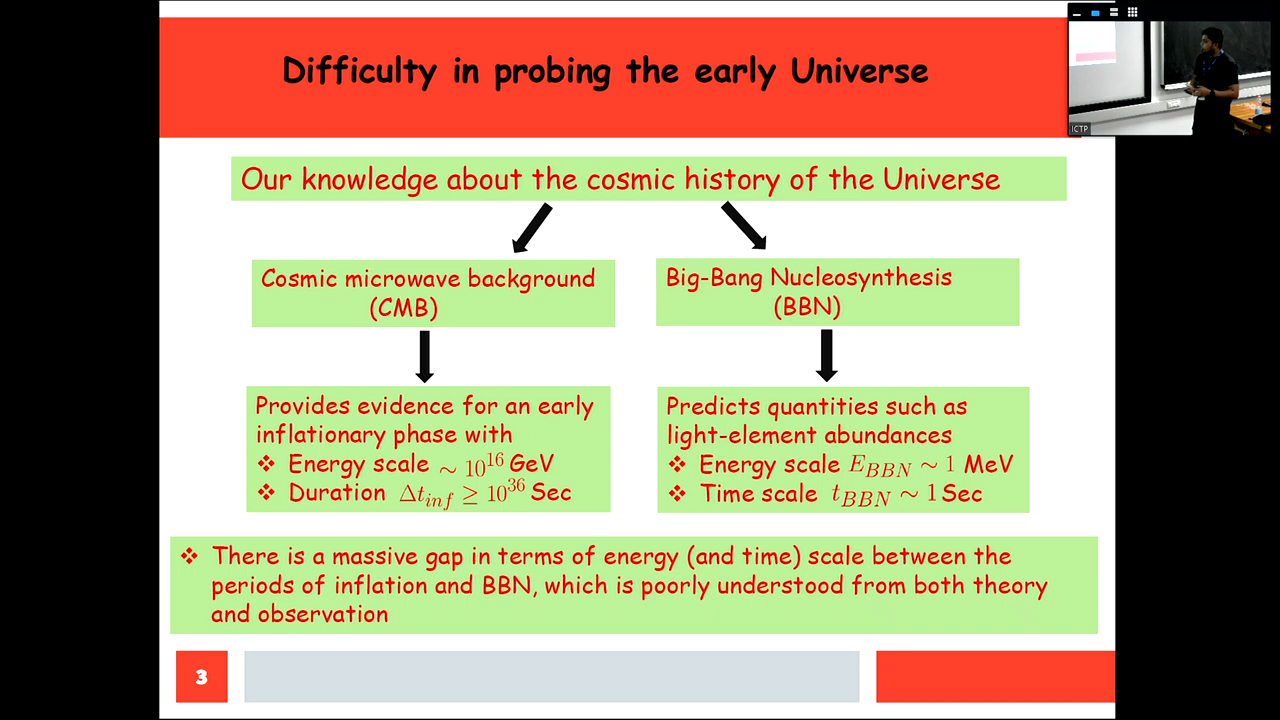 Difficulty in probing the early Universe
ICTP
Our knowledge about the cosmic history of the Universe
Cosmic microwave background
(CMB)
Big-Bang Nucleosynthesis
(BBN)
Provides evidence for an early
inflationary phase with
❖ Energy scale ∼ 10¹⁶ GeV
❖ Duration Δt_inf ≥ 10³⁶ Sec
Predicts quantities such as
light-element abundances
❖ Energy scale E_BBN ∼ 1 MeV
❖ Time scale t_BBN ∼ 1 Sec
❖ There is a massive gap in terms of energy (and time) scale between the
periods of inflation and BBN, which is poorly understood from both theory
and observation
3